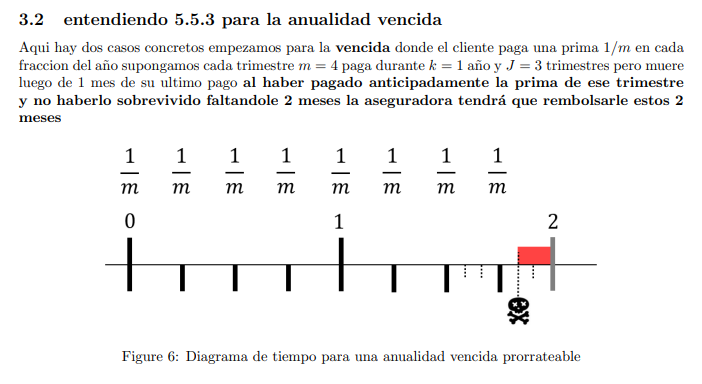 3.2 entendiendo 5.5.3 para la anualidad vencida
Aqui hay dos casos concretos empezamos para la vencida donde el cliente paga una prima 1/m en cada
fraccion del año supongamos cada trimestre m = 4 paga durante k = 1 año y J = 3 trimestres pero muere
luego de 1 mes de su ultimo pago al haber pagado anticipadamente la prima de ese trimestre
y no haberlo sobrevivido faltandole 2 meses la aseguradora tendrá que rembolsarle estos 2
meses
1/m 1/m 1/m 1/m 1/m 1/m 1/m 1/m
0 1 2
Figure 6: Diagrama de tiempo para una anualidad vencida prorrateable